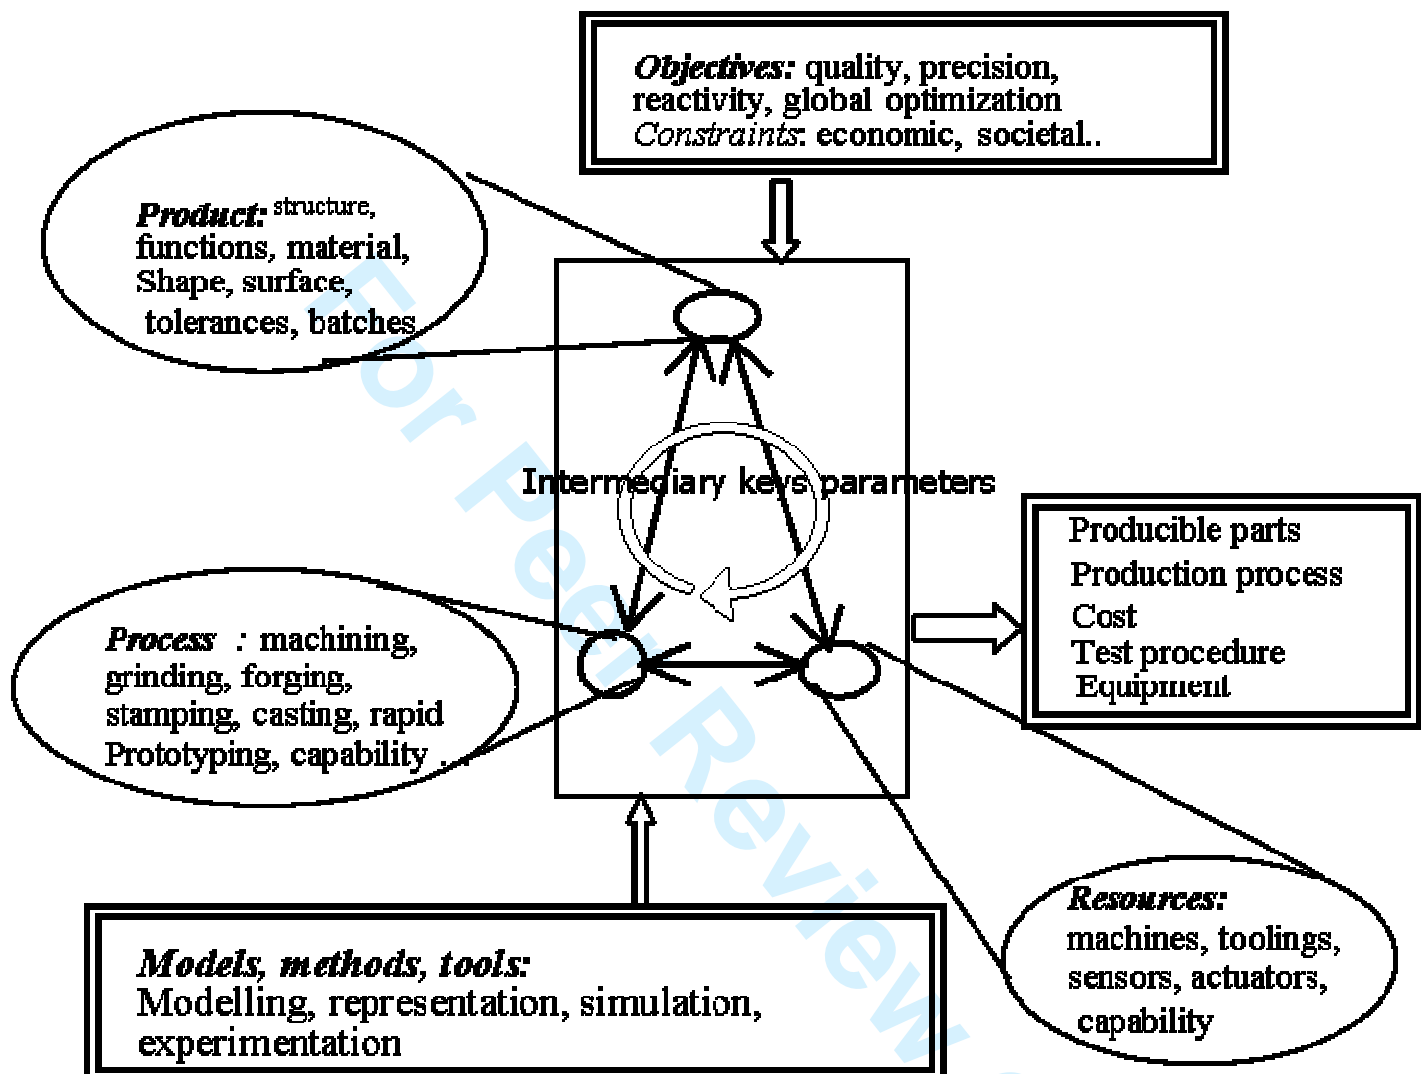 Objectives: quality, precision,
reactivity, global optimization
Constraints: economic, societal..
Product: structure,
functions, material,
Shape, surface,
tolerances, batches
Intermediary keys parameters
Producible parts
Production process
Cost
Test procedure
Equipment
Process : machining,
grinding, forging,
stamping, casting, rapid
Prototyping, capability ..
Resources:
machines, toolings,
sensors, actuators,
capability
Models, methods, tools:
Modelling, representation, simulation,
experimentation
For Peer Review